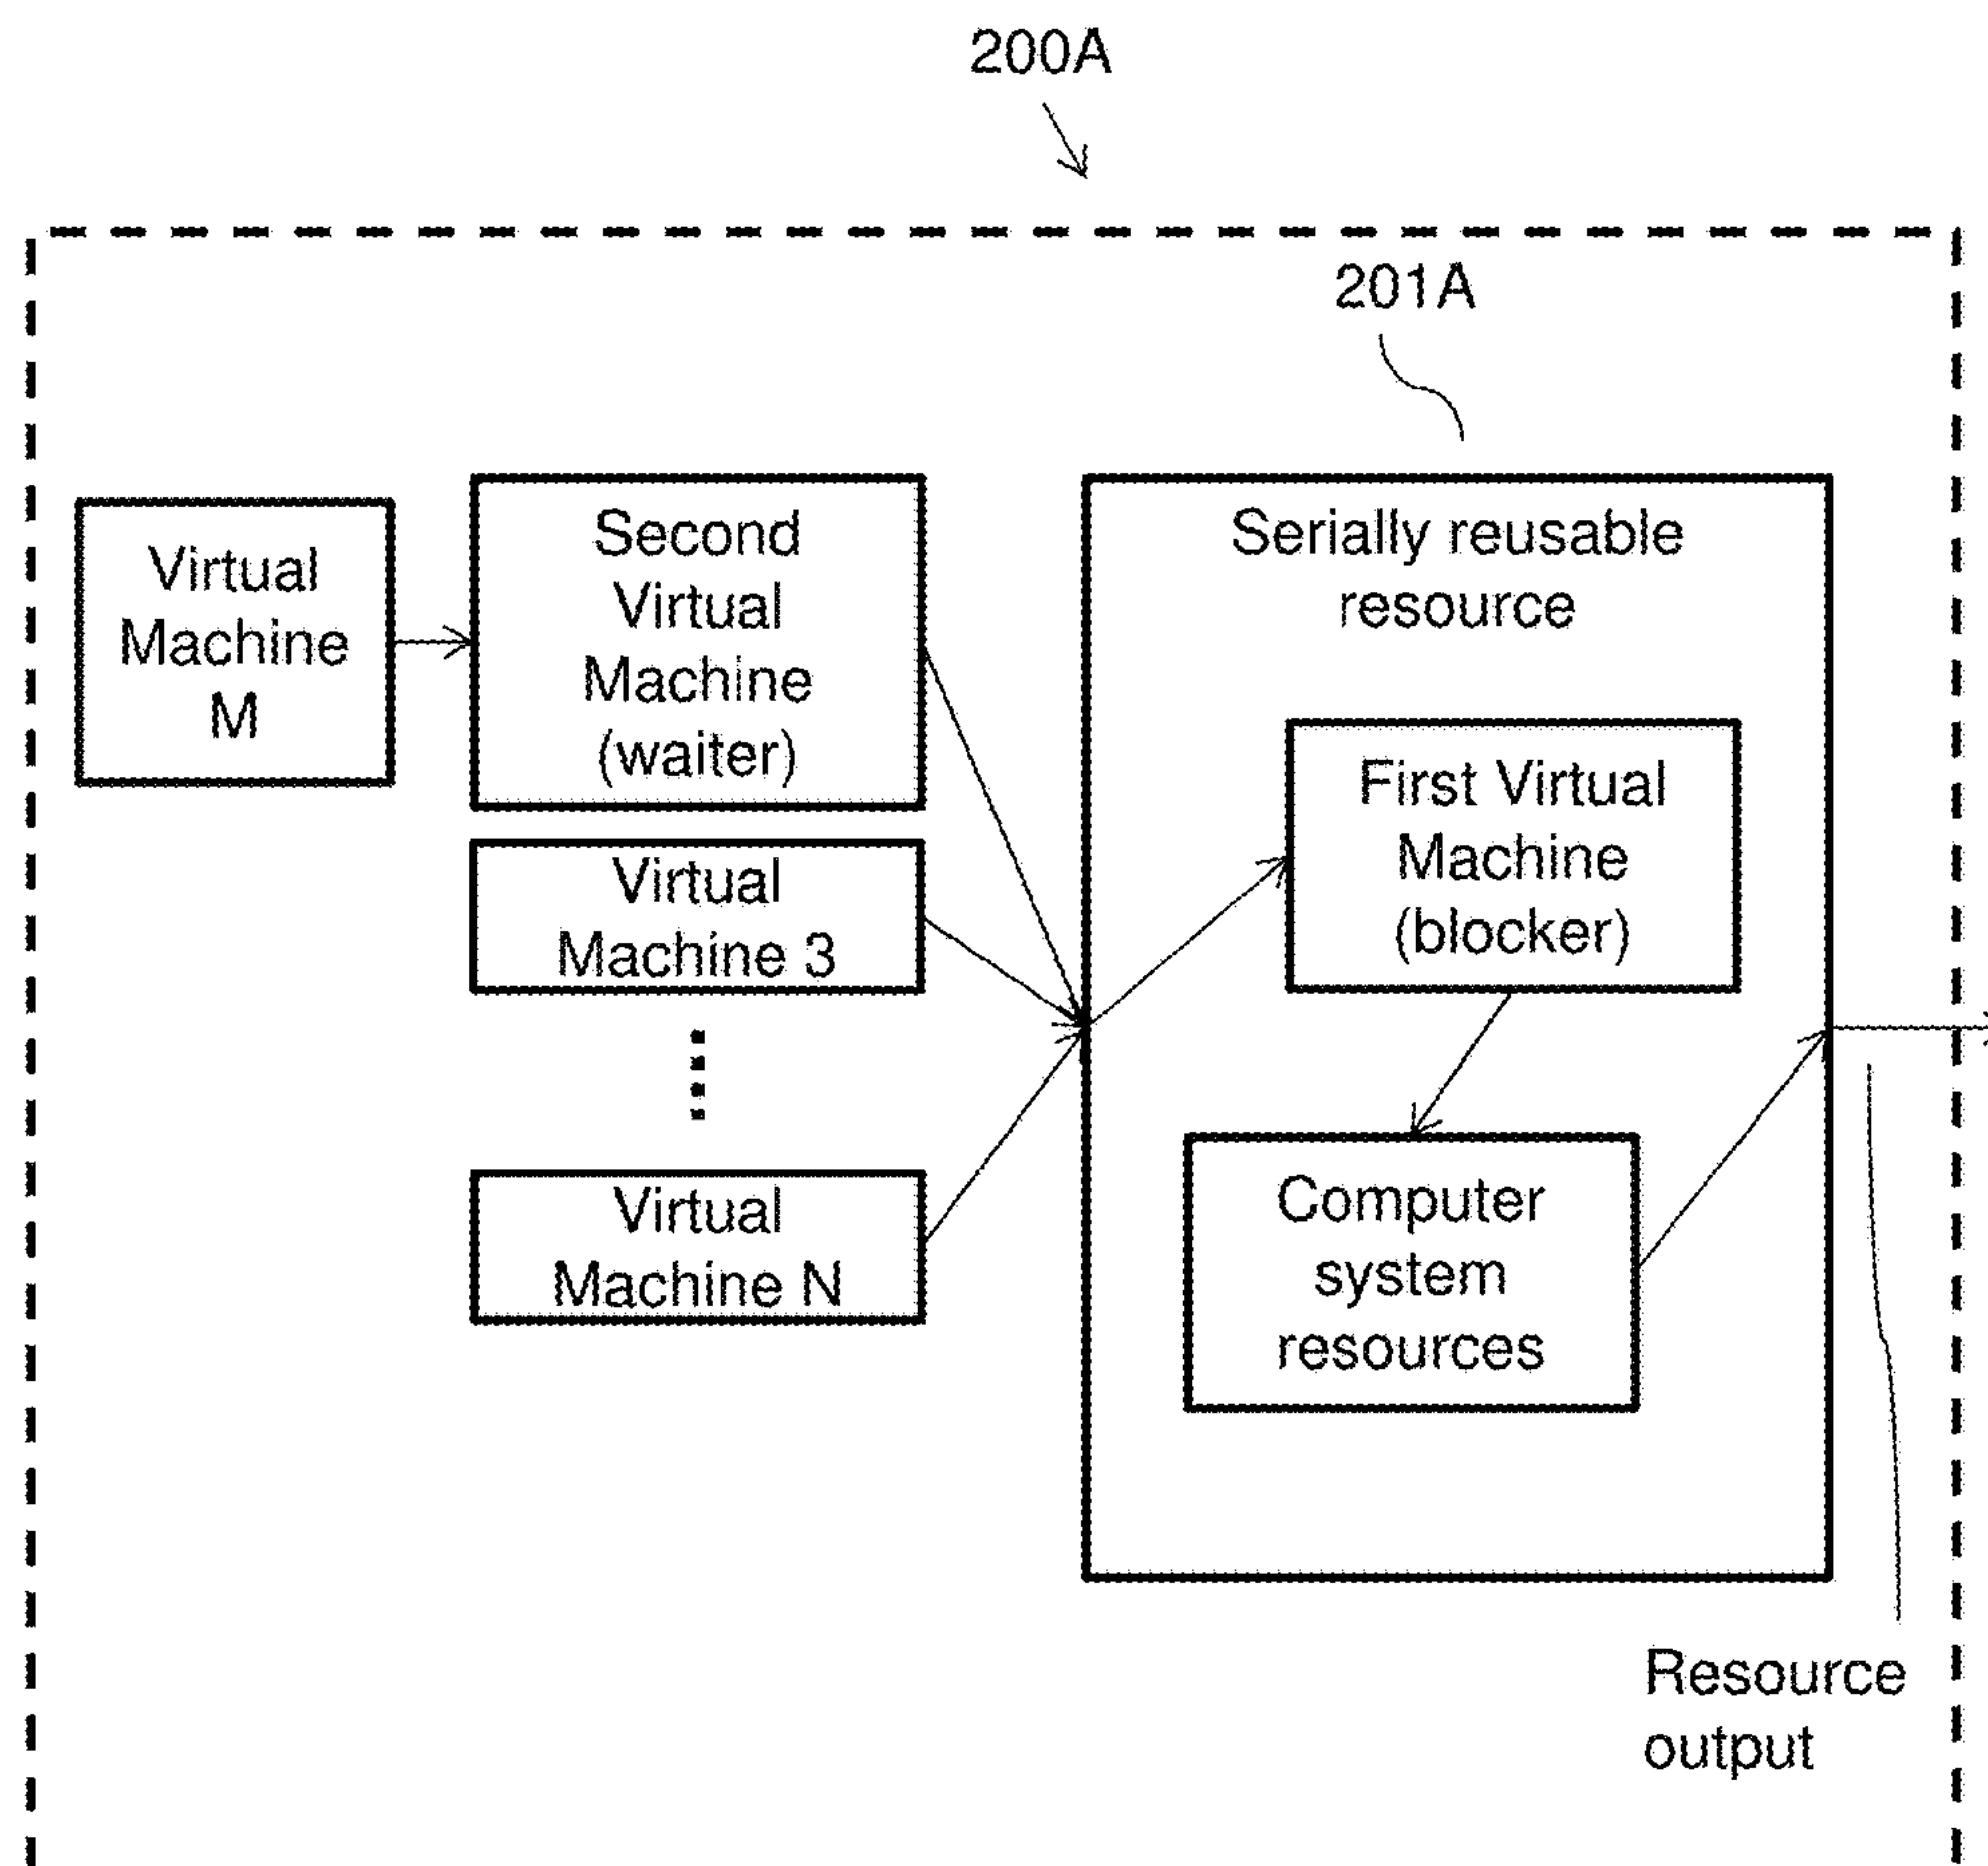 200A
201A
Virtual
Machine
M
Second
Virtual
Machine
(waiter)
Virtual
Machine 3
Virtual
Machine N
Serially reusable
resource
First Virtual
Machine
(blocker)
Computer
system
resources
Resource
output